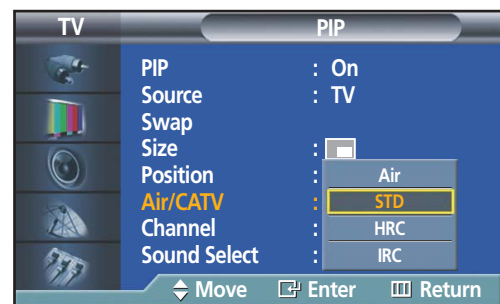 TV PIP
PIP : On
Source : TV
Swap
Size :
Position : Air
Air/CATV : STD
Channel : HRC
Sound Select : IRC
Move Enter Return